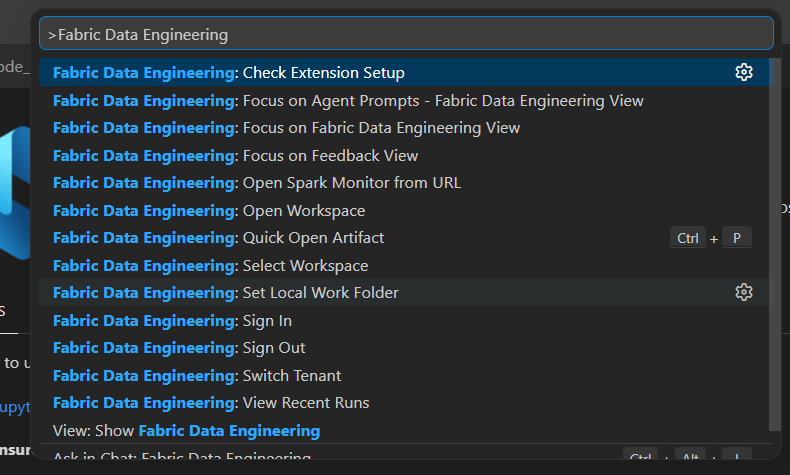 >Fabric Data Engineering
ode_
Fabric Data Engineering: Check Extension Setup
Fabric Data Engineering: Focus on Agent Prompts - Fabric Data Engineering View
Fabric Data Engineering: Focus on Fabric Data Engineering View
Fabric Data Engineering: Focus on Feedback View
Fabric Data Engineering: Open Spark Monitor from URL
Fabric Data Engineering: Open Workspace
Fabric Data Engineering: Quick Open Artifact Ctrl + P
Fabric Data Engineering: Select Workspace
Fabric Data Engineering: Set Local Work Folder
Fabric Data Engineering: Sign In
s
Fabric Data Engineering: Sign Out
to u
Fabric Data Engineering: Switch Tenant
Fabric Data Engineering: View Recent Runs
upyt
View: Show Fabric Data Engineering
nsur
Ask in Chat: Fabric Data Engineering Ctrl + Alt +